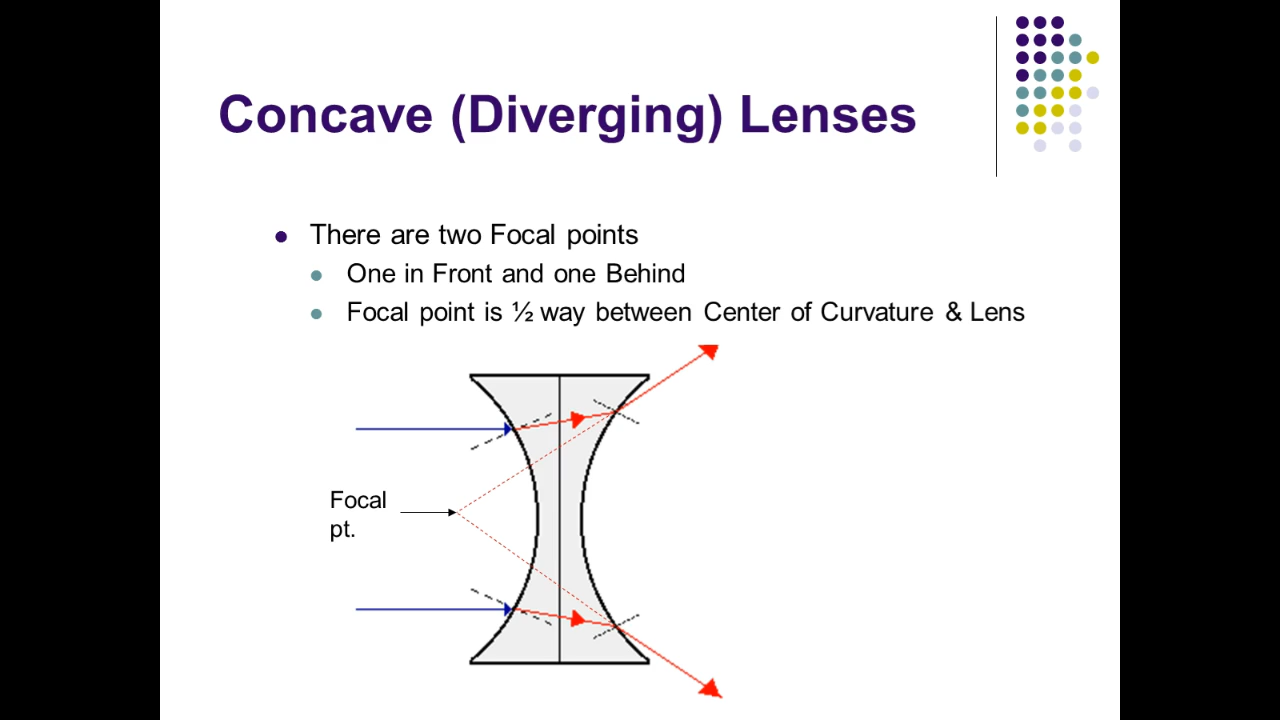 Concave (Diverging) Lenses
There are two Focal points
One in Front and one Behind
Focal point is ½ way between Center of Curvature & Lens
Focal
pt.